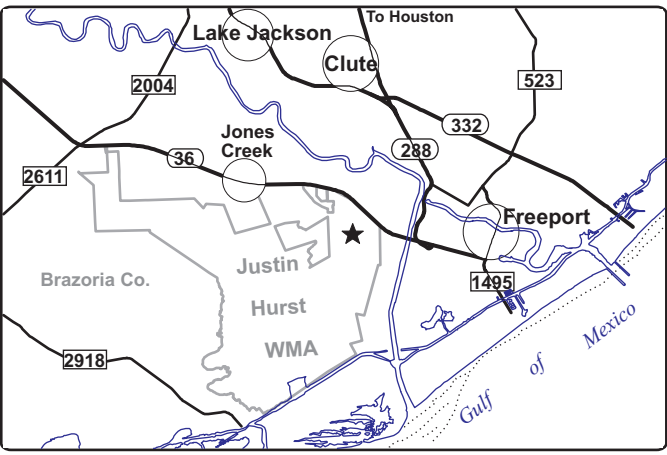 To Houston
Lake Jackson
Clute
2004
523
332
Jones
Creek
36
288
2611
Freeport
Justin
Brazoria Co.
1495
Hurst
WMA
2918
Gulf of Mexico